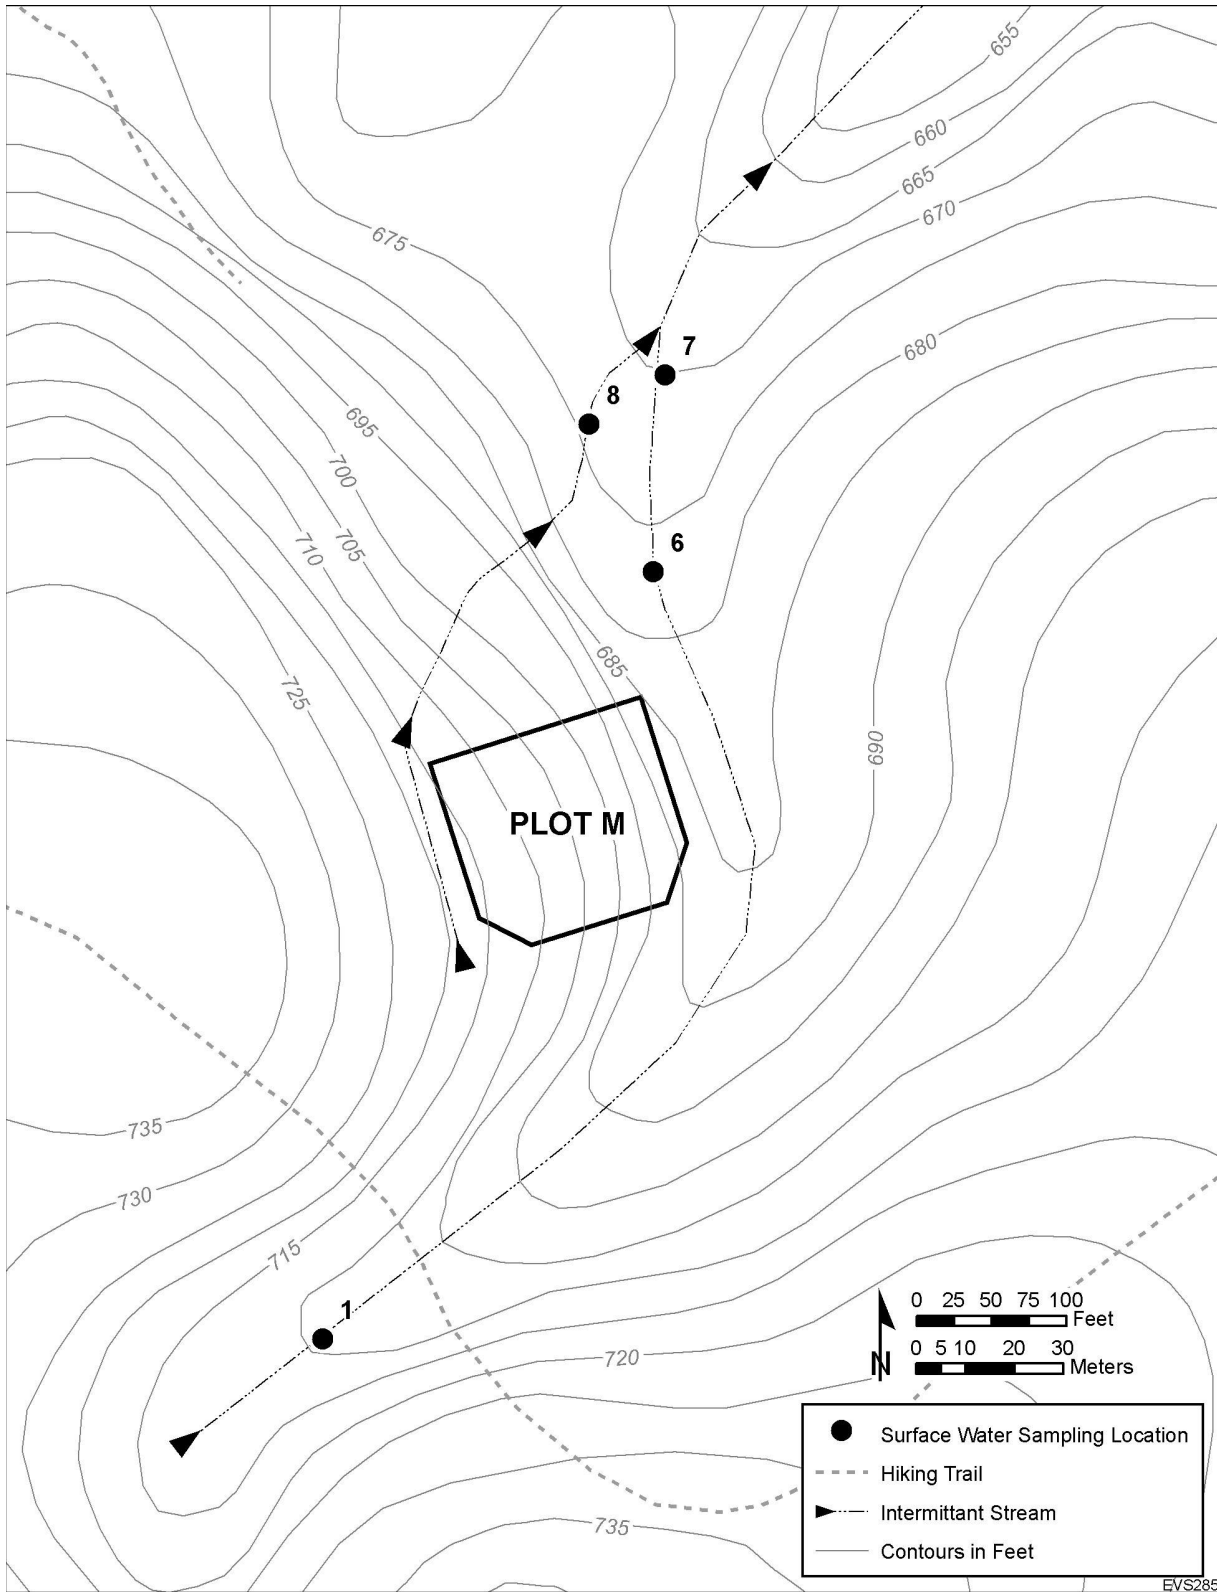 655
660
665
670
675
680
7
8
695
700
6
710
705
685
725
690
PLOT M
735
730
715
1
0 25 50 75 100
Feet
0 5 10 20 30
Meters
N
720
Surface Water Sampling Location
Hiking Trail
Intermittant Stream
Contours in Feet
735
EVS285